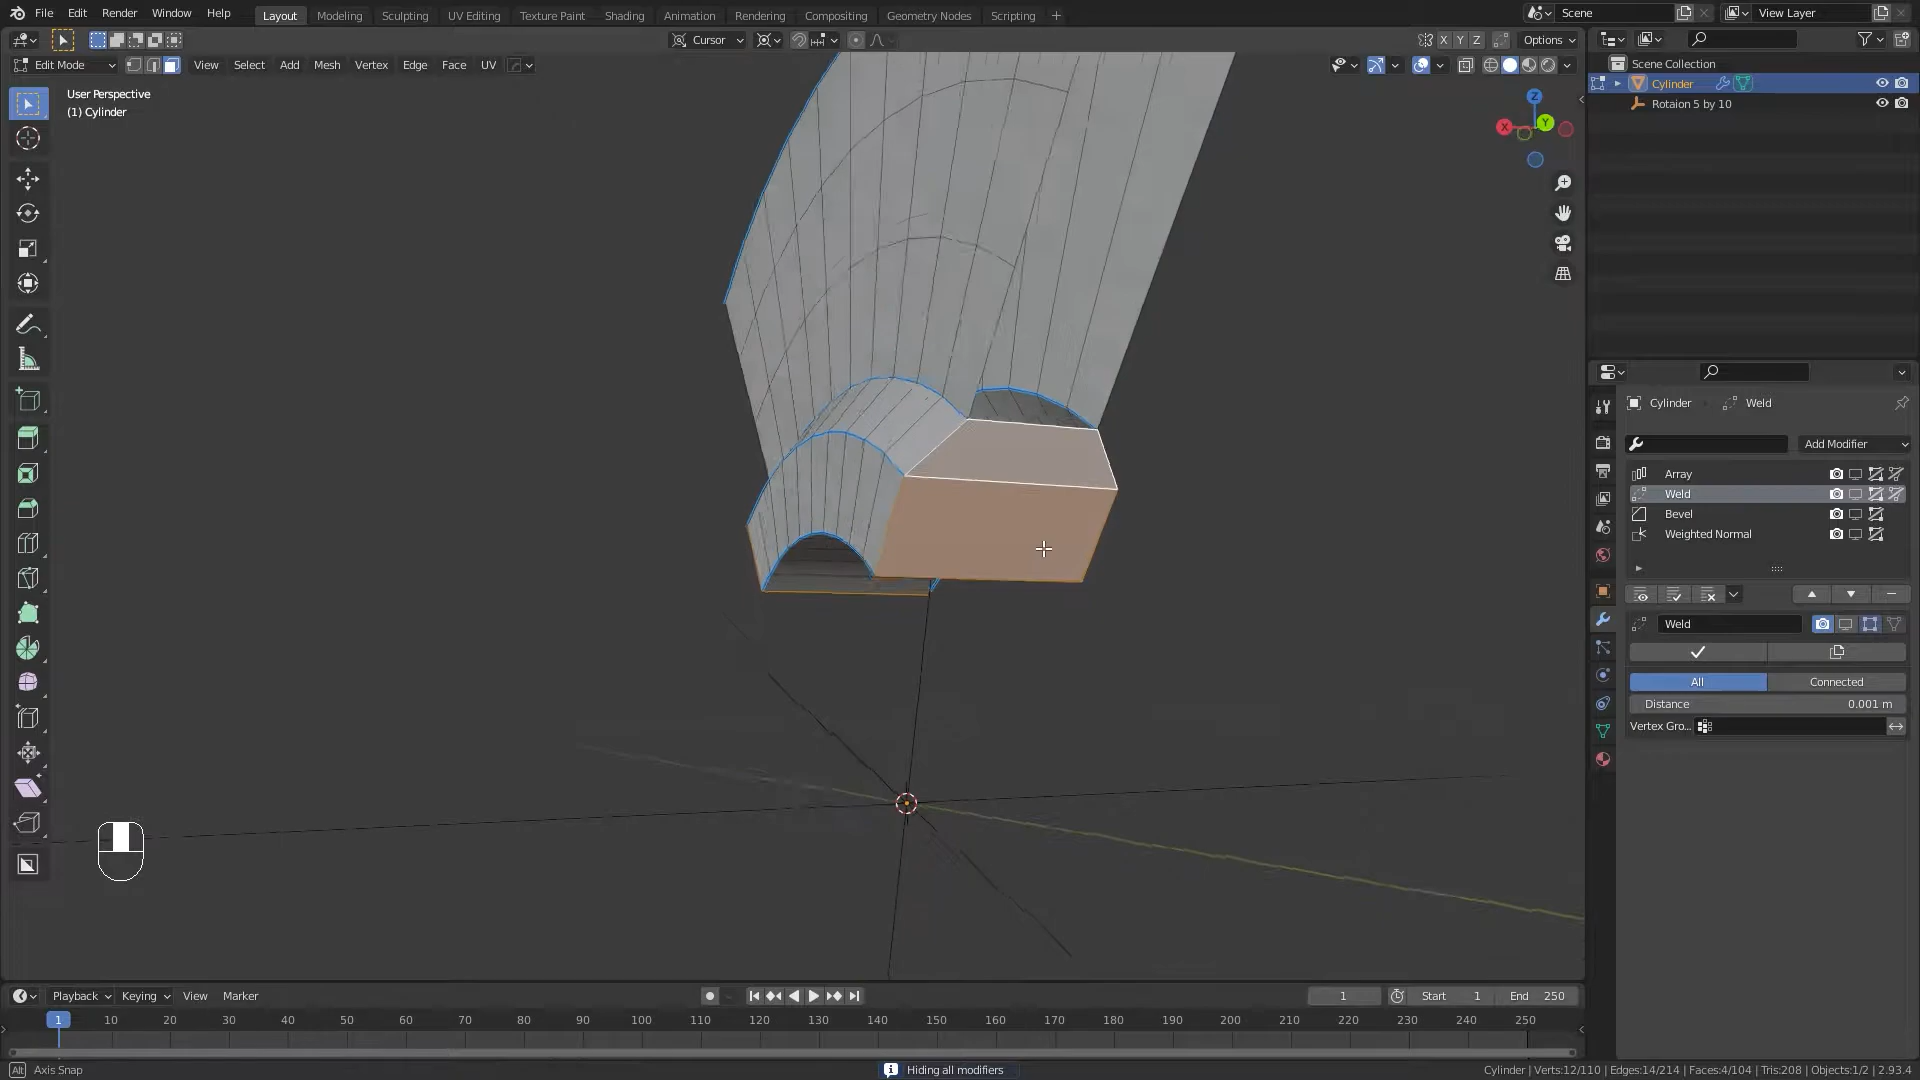 File Edit Render Window Help Layout Modeling Sculpting UV Editing Texture Paint Shading Animation Rendering Compositing Geometry Nodes Scripting + Scene View Layer
Cursor X Y Z Options
Edit Mode View Select Add Mesh Vertex Edge Face UV
User Perspective
(1) Cylinder
Z
X
Y
Scene Collection
Cylinder
Rotaion 5 by 10
Cylinder Weld
Add Modifier
Array
Weld
Bevel
Weighted Normal
Weld
All Connected
Distance 0.001 m
Vertex Gro...
Playback Keying View Marker 1 Start 1 End 250
1 10 20 30 40 50 60 70 80 90 100 110 120 130 140 150 160 170 180 190 200 210 220 230 240 250
Alt Axis Snap Hiding all modifiers Cylinder | Verts:12/110 | Edges:14/214 | Faces:4/104 | Tris:208 | Objects:1/2 | 2.93.4